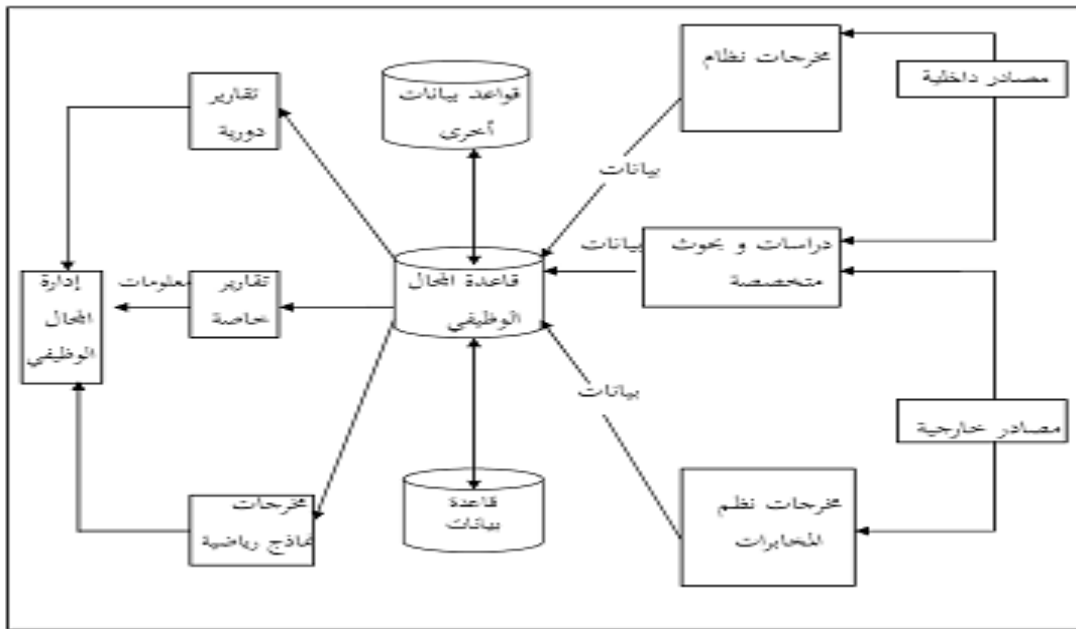 مخرجات نظام
مصادر داخلية
قواعد بيانات
أخرى
تقارير
دورية
بيانات
دراسات و بحوث
متخصصة
بيانات
قاعدة المجال
الوظيفي
تقارير
خاصة
معلومات
إدارة
المجال
الوظيفي
مصادر خارجية
بيانات
مخرجات نظم
المخابرات
قاعدة
بيانات
مخرجات
نماذج رياضية